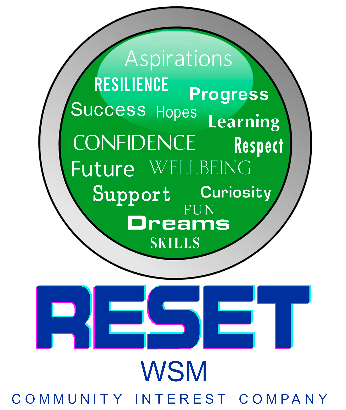 Aspirations
RESILIENCE Progress
Success Hopes Learning
CONFIDENCE Respect
Future WELLBEING
Support Curiosity
FUN
Dreams
SKILLS
RESET
WSM
COMMUNITY INTEREST COMPANY